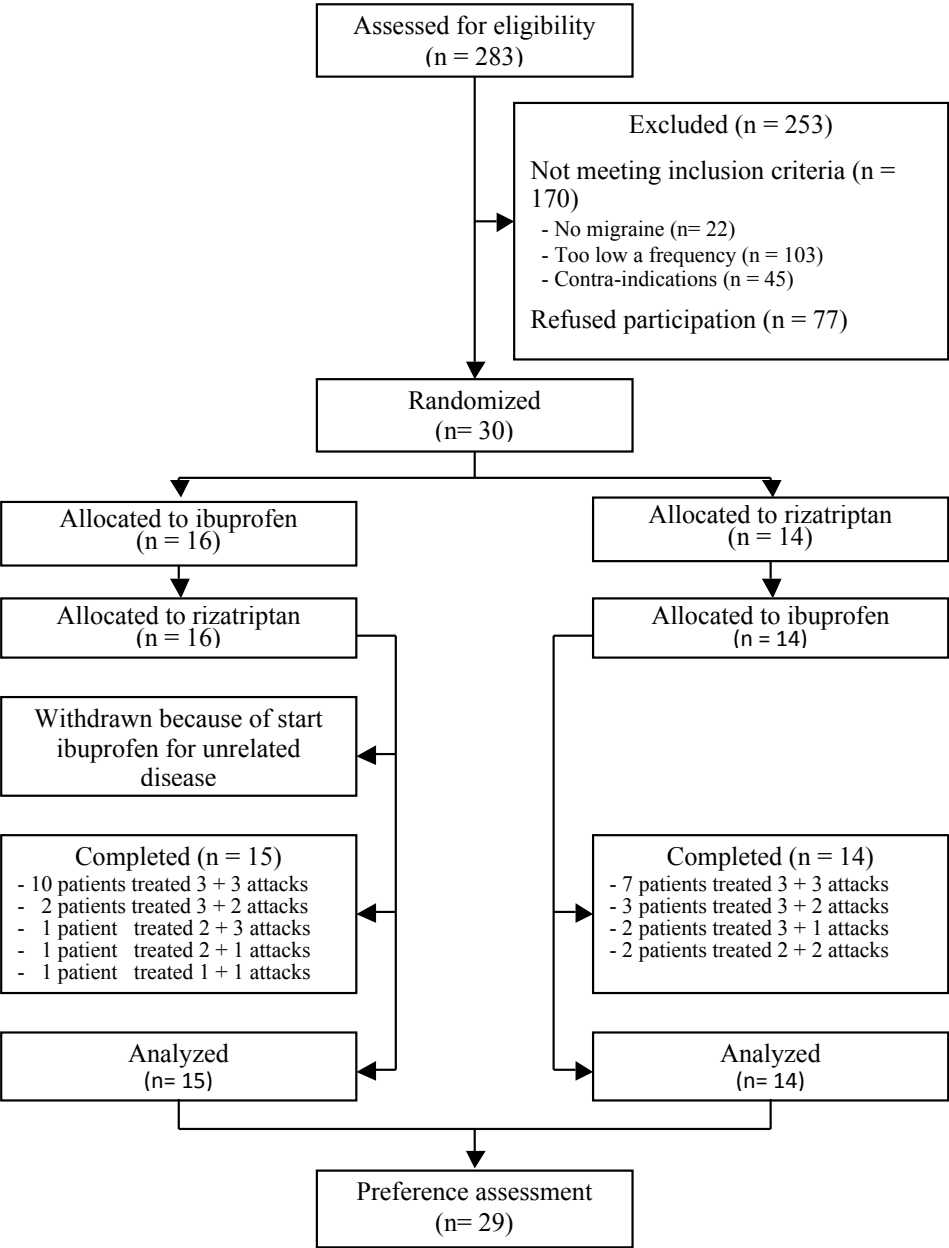 Assessed for eligibility
(n = 283)
Excluded (n = 253)
Not meeting inclusion criteria (n =
170)
- No migraine (n= 22)
- Too low a frequency (n = 103)
- Contra-indications (n = 45)
Refused participation (n = 77)
Randomized
(n= 30)
Allocated to ibuprofen
(n = 16)
Allocated to rizatriptan
(n = 14)
Allocated to rizatriptan
(n = 16)
Allocated to ibuprofen
(n = 14)
Withdrawn because of start
ibuprofen for unrelated
disease
Completed (n = 15)
- 10 patients treated 3 + 3 attacks
- 2 patients treated 3 + 2 attacks
- 1 patient treated 2 + 3 attacks
- 1 patient treated 2 + 1 attacks
- 1 patient treated 1 + 1 attacks
Completed (n = 14)
- 7 patients treated 3 + 3 attacks
- 3 patients treated 3 + 2 attacks
- 2 patients treated 3 + 1 attacks
- 2 patients treated 2 + 2 attacks
Analyzed
(n= 15)
Analyzed
(n= 14)
Preference assessment
(n= 29)